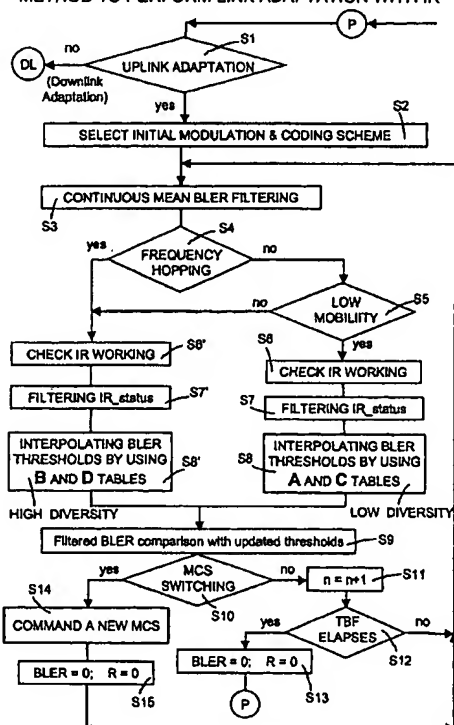 METHOD TO PERFORM LINK ADAPTATION WITH IR
P
S1
no
DL
UPLINK ADAPTATION
(Downlink
Adaptation)
yes
S2
SELECT INITIAL MODULATION & CODING SCHEME
CONTINUOUS MEAN BLER FILTERING
S3
S4
yes
FREQUENCY
HOPPING
no
no
LOW
MOBILIITY
S5
yes
CHECK IR WORKING
S6'
S6
CHECK IR WORKING
FILTERING IR_status
S7'
S7
FILTERING IR_status
INTERPOLATING BLER
THRESHOLDS BY USING
B AND D TABLES
S8'
S8
INTERPOLATING BLER
THRESHOLDS BY USING
A AND C TABLES
HIGH DIVERSITY
LOW DIVERSITY
Filtered BLER comparison with updated thresholds
S9
yes
MCS
SWITCHING
no
n = n+1
S11
S10
S14
COMMAND A NEW MCS
yes
TBF
ELAPSES
no
S12
BLER = 0; R = 0
S15
BLER = 0; R = 0
S13
P